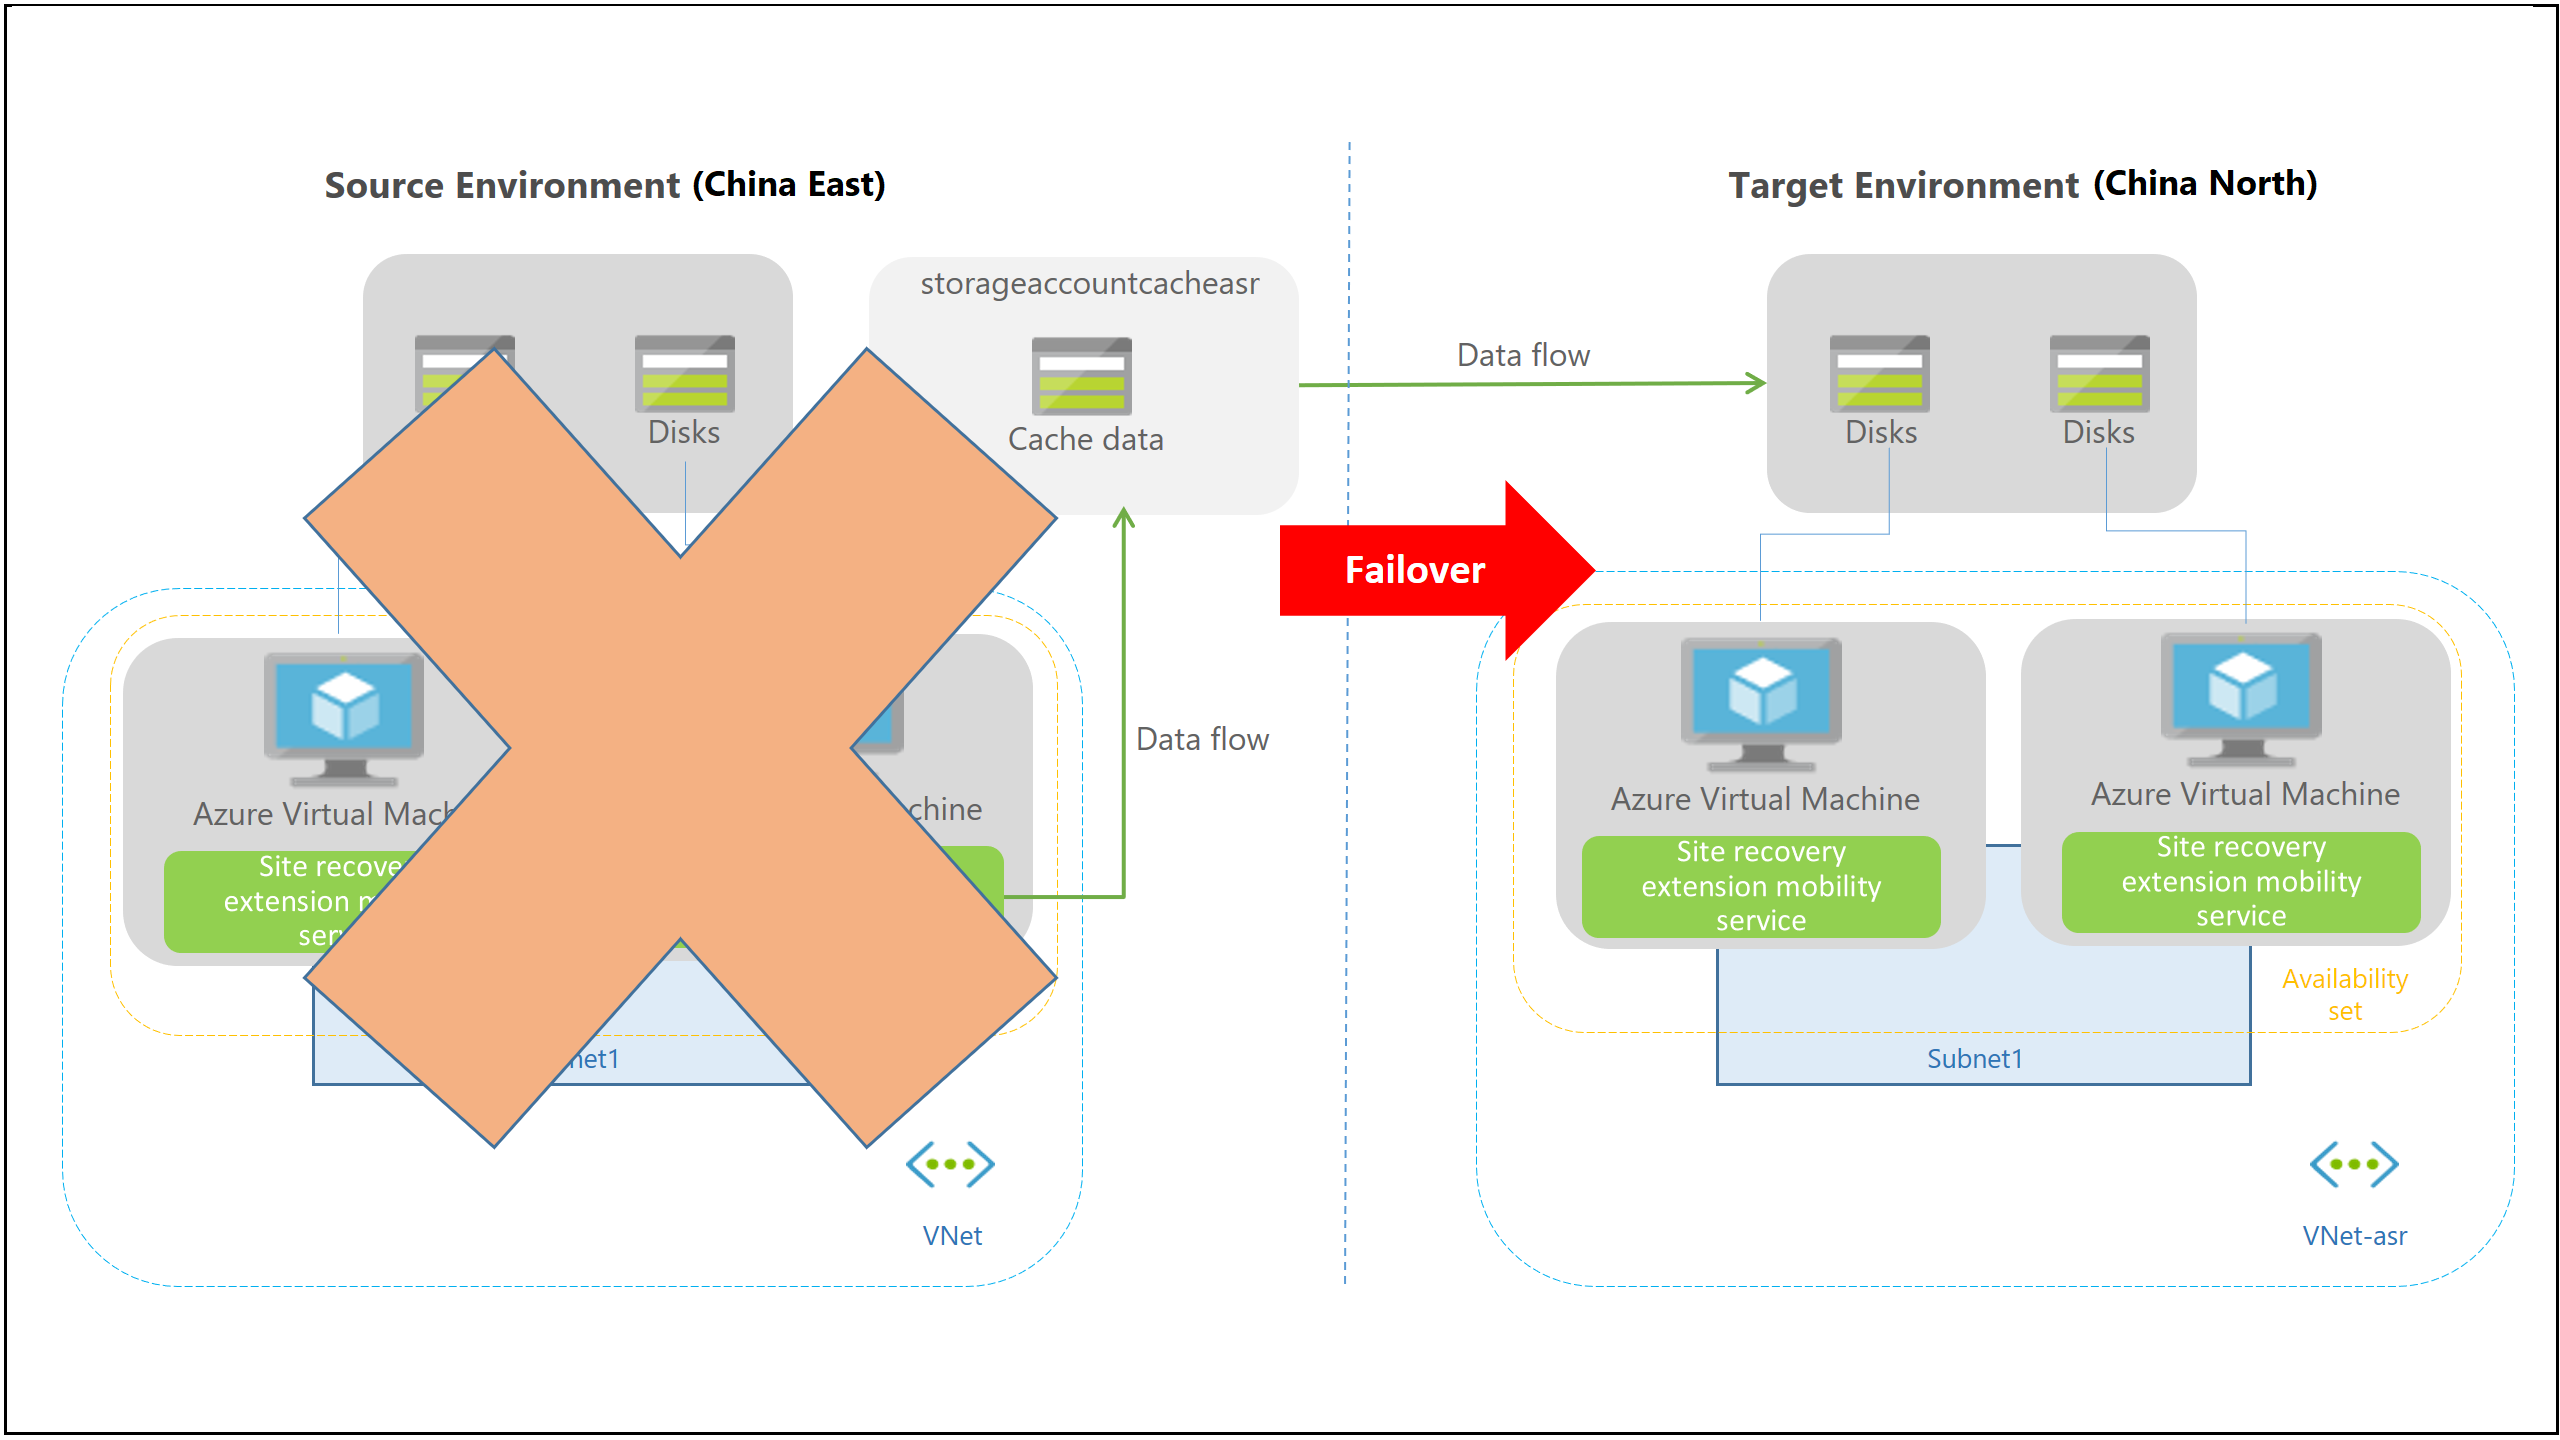 Source Environment (China East)
Target Environment (China North)
storageaccountcacheasr
Disks
Cache data
Data flow
Disks
Disks
Failover
Data flow
Azure Virtual Mach
chine
Site recove
extension m
ser
Azure Virtual Machine
Site recovery
extension mobility
service
Azure Virtual Machine
Site recovery
extension mobility
service
Availability
set
net1
Subnet1
VNet
VNet-asr